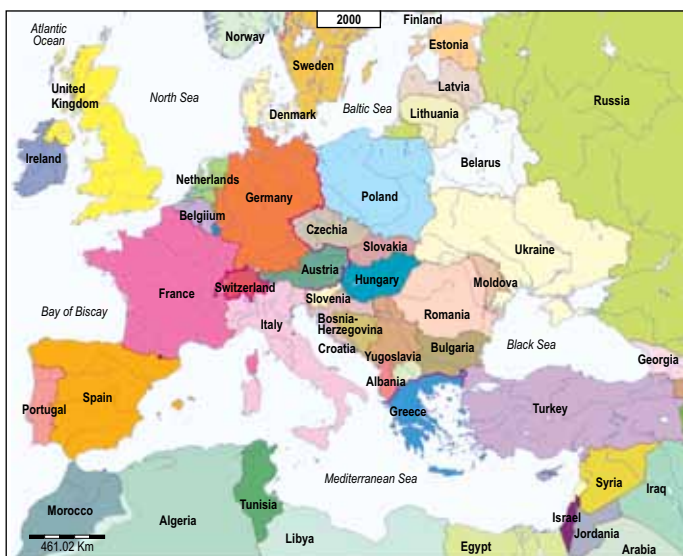 2000
Atlantic
Ocean
Norway
Finland
Sweden
Estonia
United
Kingdom
North Sea
Latvia
Russia
Denmark
Baltic Sea
Lithuania
Ireland
Belarus
Netherlands
Germany
Poland
Belgiium
Czechia
Slovakia
Ukraine
Austria
France
Switzerland
Hungary
Moldova
Slovenia
Romania
Bay of Biscay
Italy
Bosnia-
Herzegovina
Croatia
Yugoslavia
Bulgaria
Black Sea
Georgia
Albania
Portugal
Spain
Greece
Turkey
Mediterranean Sea
Syria
Iraq
Morocco
Algeria
Tunisia
Libya
Israel
Jordania
Egypt
Arabia
461.02 Km